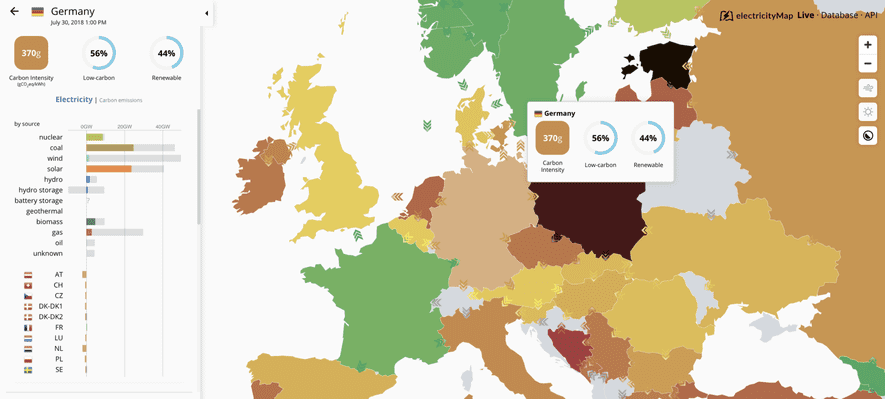 Germany
July 30, 2018 1:00 PM
370g
56%
44%
Carbon Intensity
(gCO₂eq/kWh)
Low-carbon
Renewable
Electricity | Carbon emissions
by source
0GW
20GW
40GW
nuclear
coal
wind
solar
hydro
hydro storage
battery storage
?
geothermal
biomass
gas
oil
unknown
AT
CH
CZ
DK-DK1
DK-DK2
FR
LU
NL
PL
SE
electricityMap Live · Database · API
+
−
Germany
370g
56%
44%
Carbon
Intensity
Low-carbon
Renewable